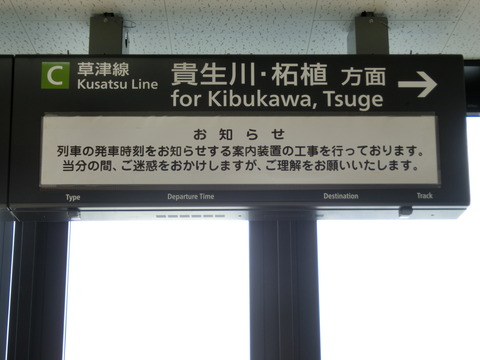 C 草津線 貴生川・柘植 方面 →
Kusatsu Line for Kibukawa, Tsuge
お知らせ
列車の発車時刻をお知らせする案内装置の工事を行っております。
当分の間、ご迷惑をおかけしますが、ご理解をお願いいたします。
Type Departure Time Destination Track